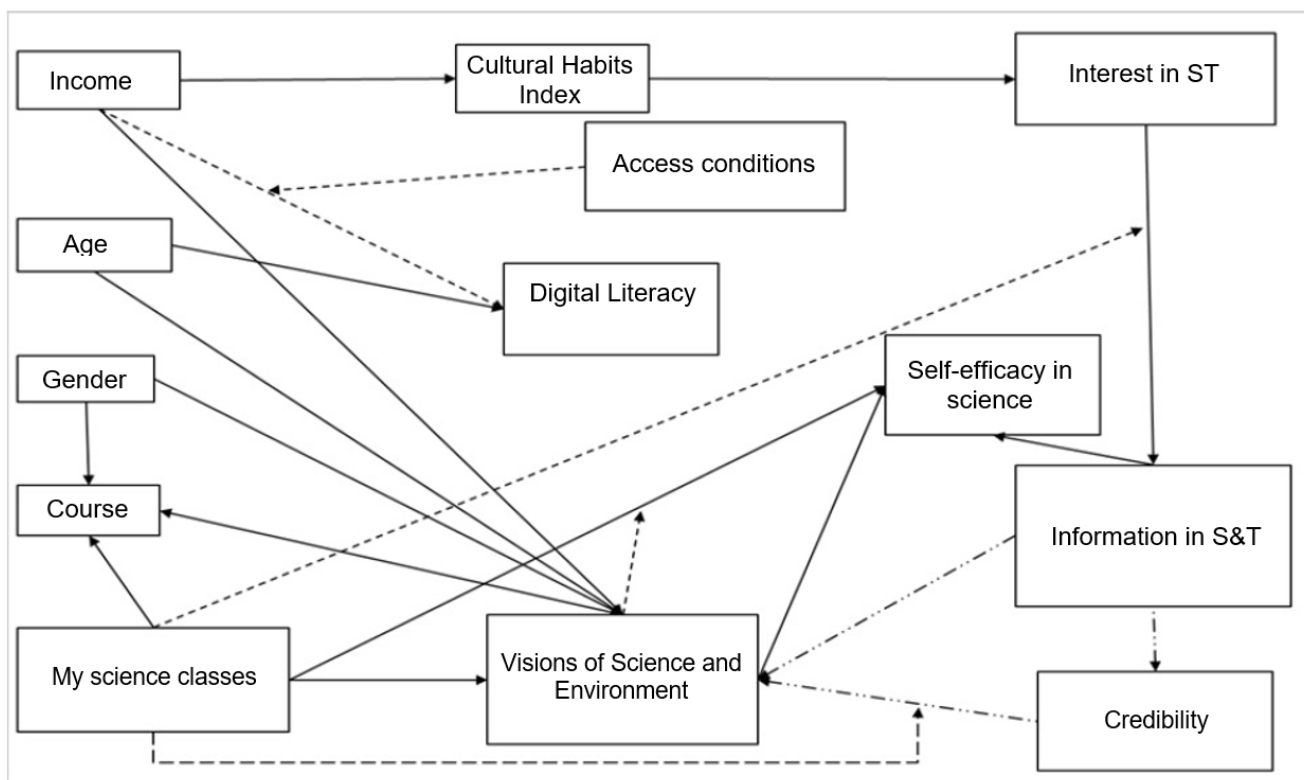 Income
Cultural Habits
Index
Interest in ST
Access conditions
Age
Digital Literacy
Gender
Self-efficacy in
science
Course
Information in S&T
My science classes
Visions of Science and
Environment
Credibility